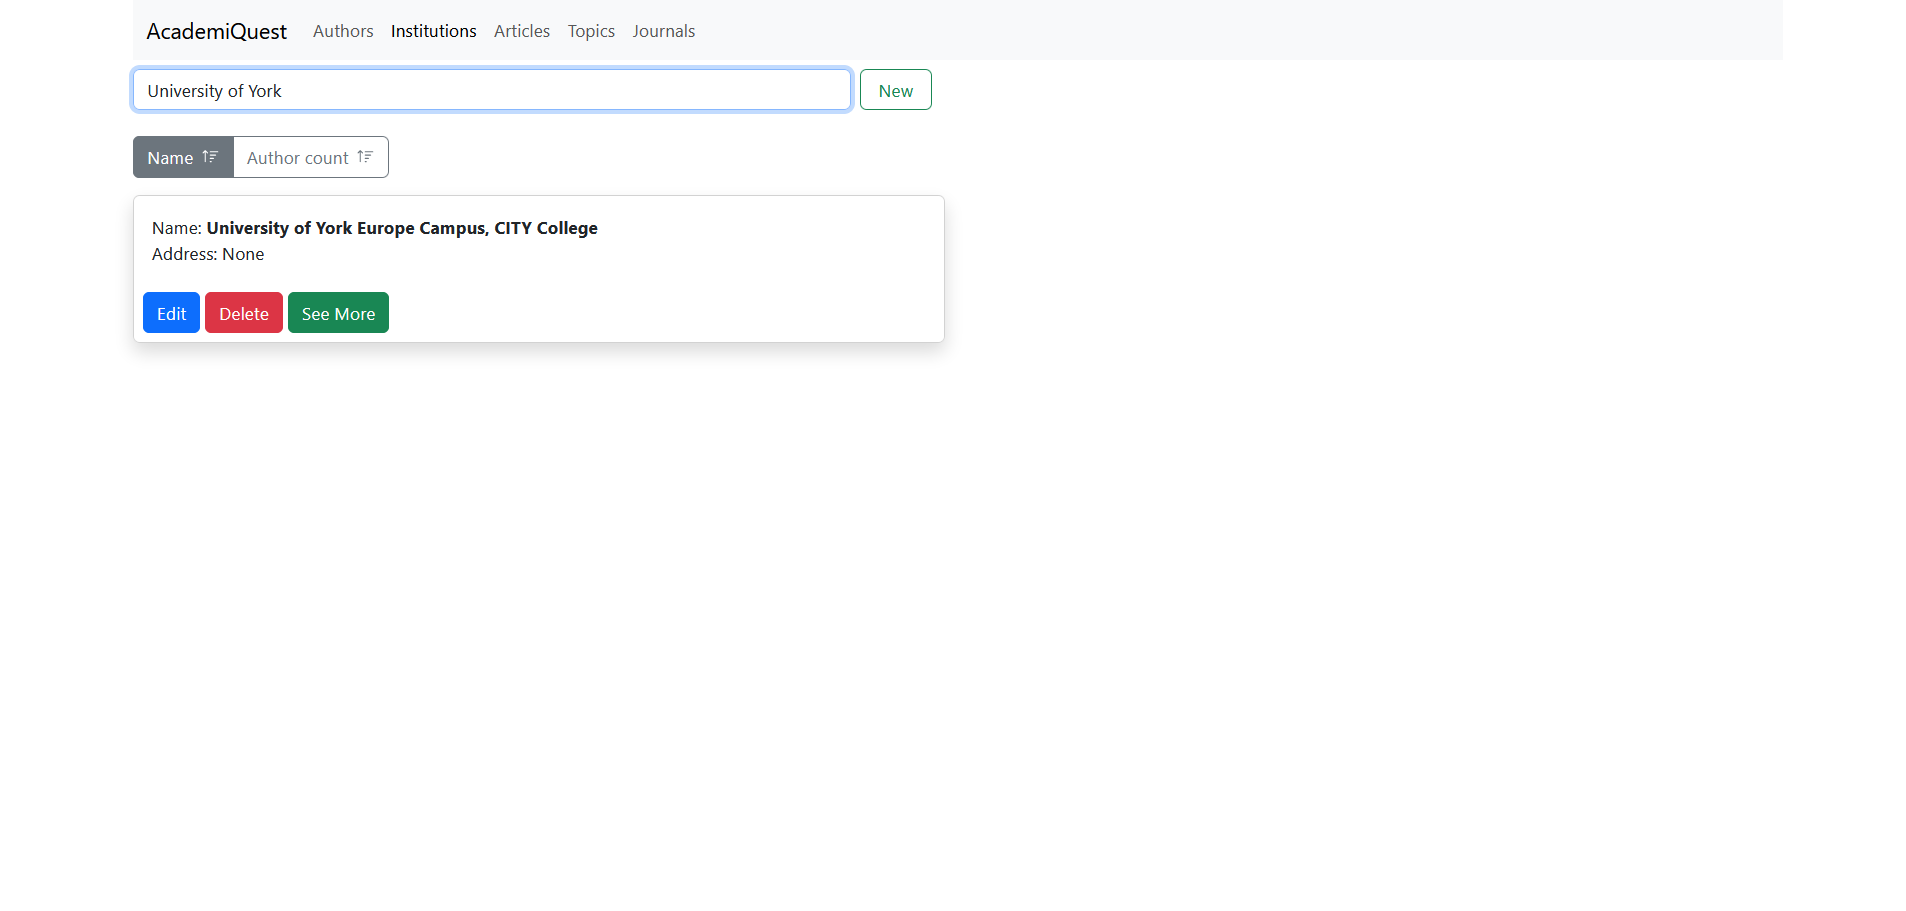 AcademiQuest Authors Institutions Articles Topics Journals
University of York New
Name Author count
Name: University of York Europe Campus, CITY College
Address: None
Edit Delete See More